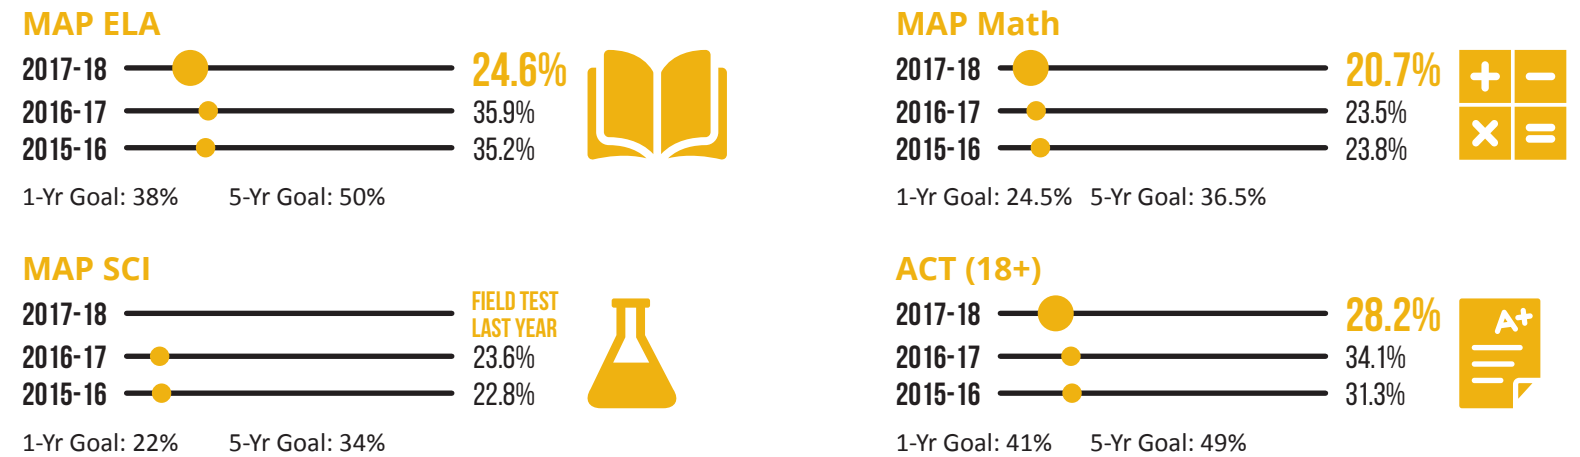 MAP ELA
2017-18 24.6%
2016-17 35.9%
2015-16 35.2%
1-Yr Goal: 38% 5-Yr Goal: 50%
MAP Math
2017-18 20.7%
2016-17 23.5%
2015-16 23.8%
1-Yr Goal: 24.5% 5-Yr Goal: 36.5%
MAP SCI
2017-18 FIELD TEST
LAST YEAR
2016-17 23.6%
2015-16 22.8%
1-Yr Goal: 22% 5-Yr Goal: 34%
ACT (18+)
2017-18 28.2%
2016-17 34.1%
2015-16 31.3%
1-Yr Goal: 41% 5-Yr Goal: 49%
A+